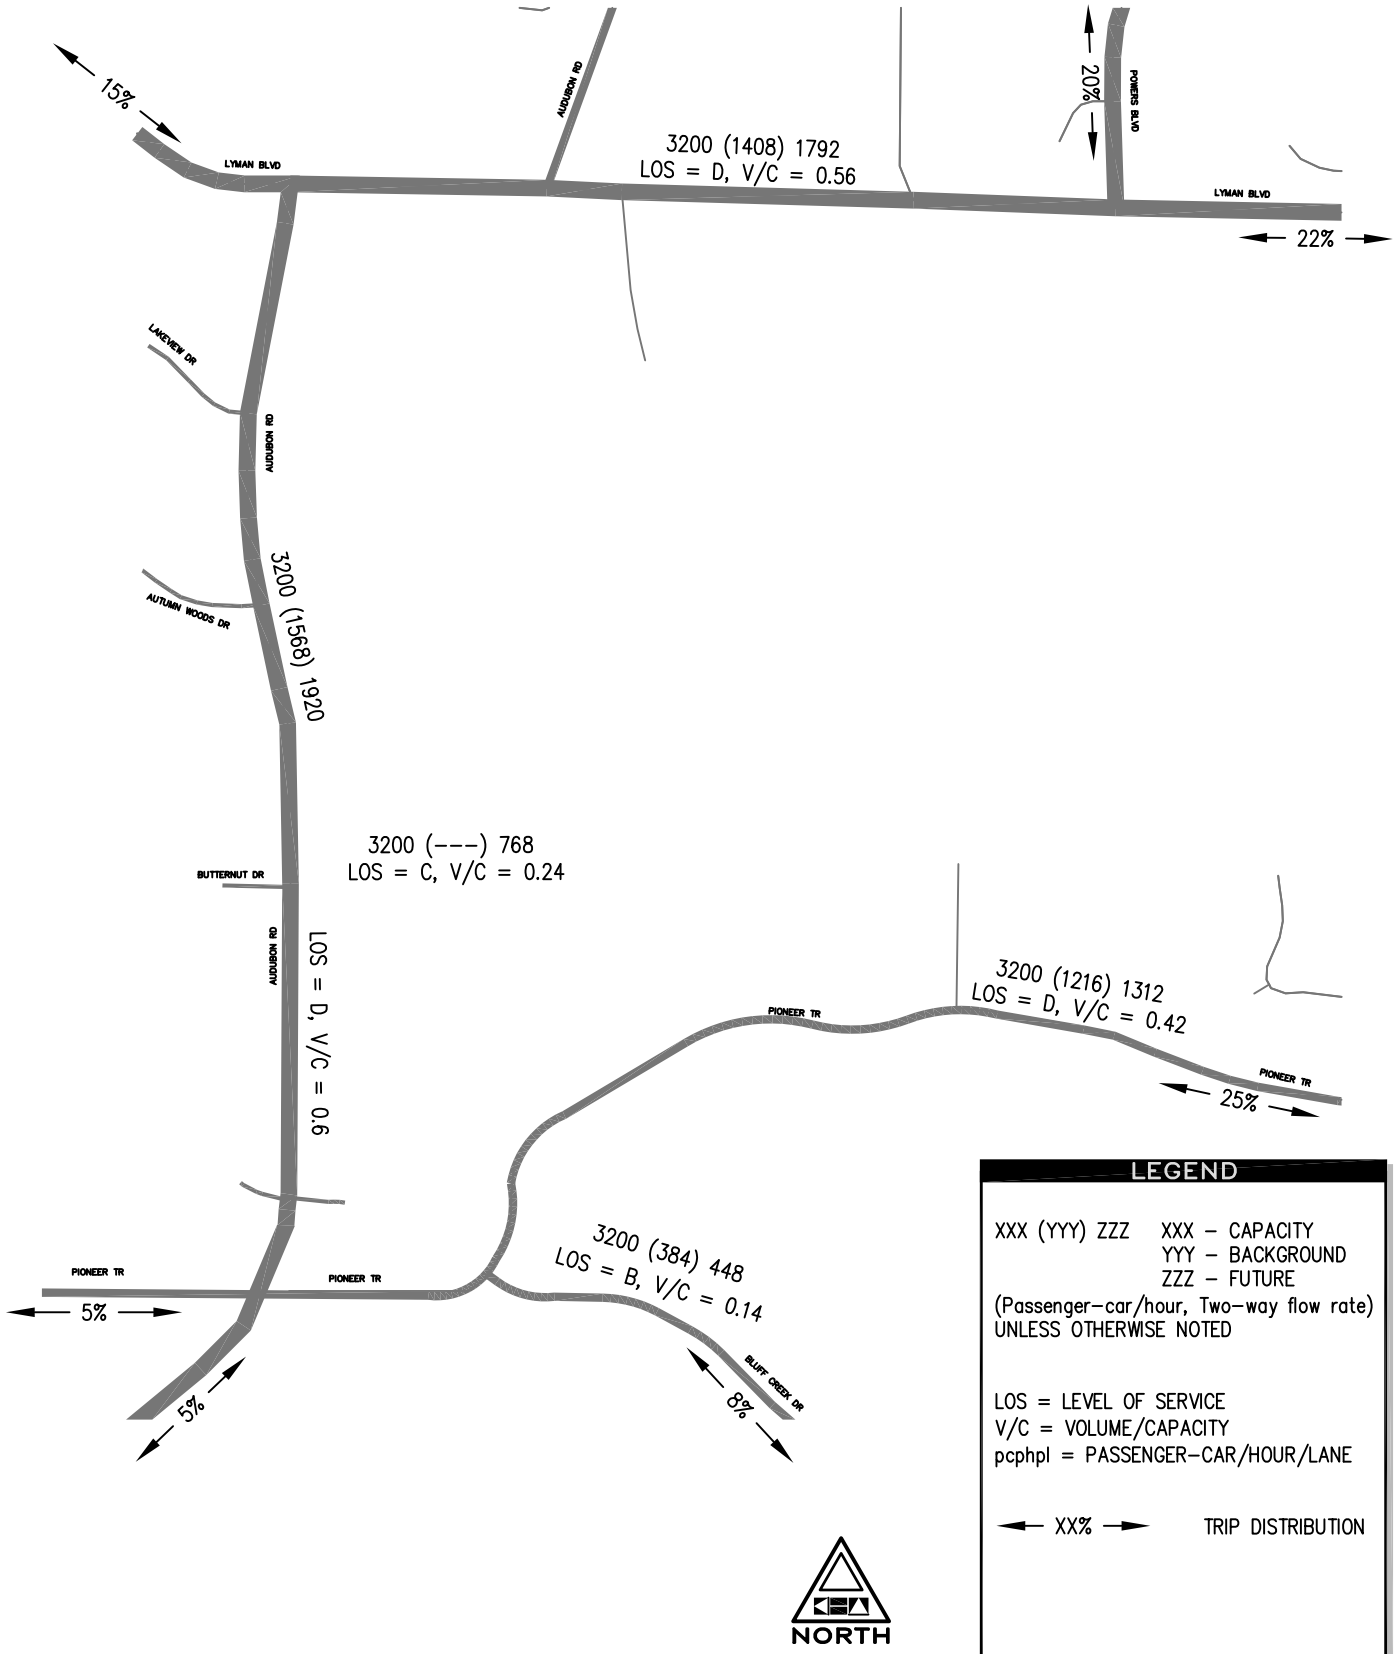 15%
AUDUBON RD
20%
POWERS BLVD
LYMAN BLVD
3200 (1408) 1792
LOS = D, V/C = 0.56
LYMAN BLVD
22%
LAKEVIEW DR
AUDUBON RD
AUTUMN WOODS DR
3200 (1568) 1920
3200 (---) 768
LOS = C, V/C = 0.24
BUTTERNUT DR
AUDUBON RD
LOS = D, V/C = 0.6
3200 (1216) 1312
LOS = D, V/C = 0.42
PIONEER TR
PIONEER TR
25%
3200 (384) 448
LOS = B, V/C = 0.14
PIONEER TR
PIONEER TR
5%
5%
BLUFF CREEK DR
8%
LEGEND
XXX (YYY) ZZZ XXX - CAPACITY
YYY - BACKGROUND
ZZZ - FUTURE
(Passenger-car/hour, Two-way flow rate)
UNLESS OTHERWISE NOTED
LOS = LEVEL OF SERVICE
V/C = VOLUME/CAPACITY
pcphpl = PASSENGER-CAR/HOUR/LANE
XX% TRIP DISTRIBUTION
NORTH